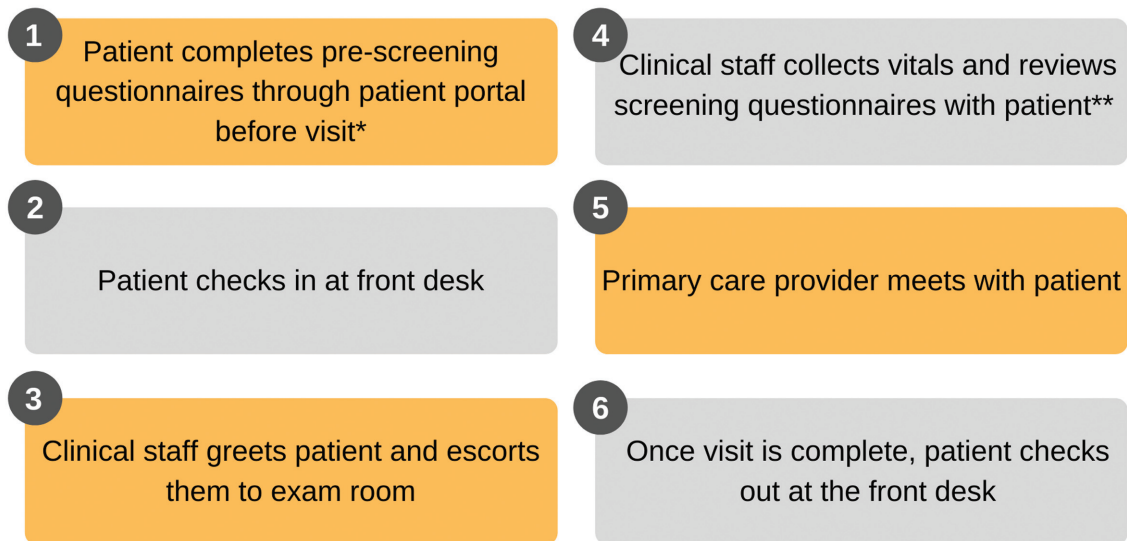 1
Patient completes pre-screening
questionnaires through patient portal
before visit*
2
Patient checks in at front desk
3
Clinical staff greets patient and escorts
them to exam room
4
Clinical staff collects vitals and reviews
screening questionnaires with patient**
5
Primary care provider meets with patient
6
Once visit is complete, patient checks
out at the front desk